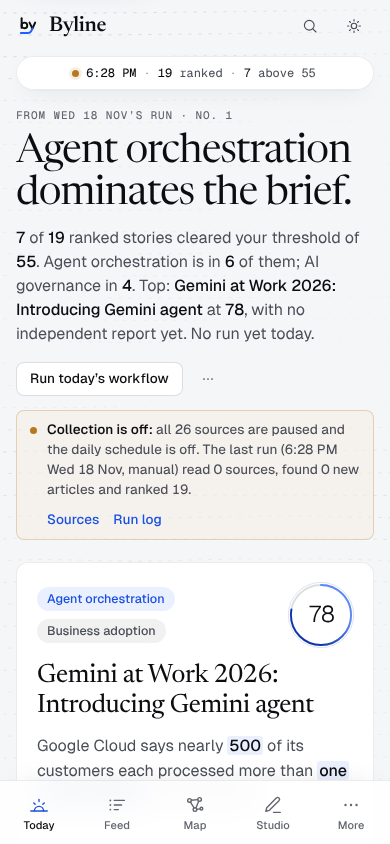 by Byline
6:28 PM · 19 ranked · 7 above 55
FROM WED 18 NOV'S RUN · NO. 1
Agent orchestration
dominates the brief.
7 of 19 ranked stories cleared your threshold of
55. Agent orchestration is in 6 of them; AI
governance in 4. Top: Gemini at Work 2026:
Introducing Gemini agent at 78, with no
independent report yet. No run yet today.
Run today's workflow ···
Collection is off: all 26 sources are paused and
the daily schedule is off. The last run (6:28 PM
Wed 18 Nov, manual) read 0 sources, found 0 new
articles and ranked 19.
Sources Run log
Agent orchestration
78
Business adoption
Gemini at Work 2026:
Introducing Gemini agent
Google Cloud says nearly 500 of its
customers each processed more than one
Today Feed Map Studio More